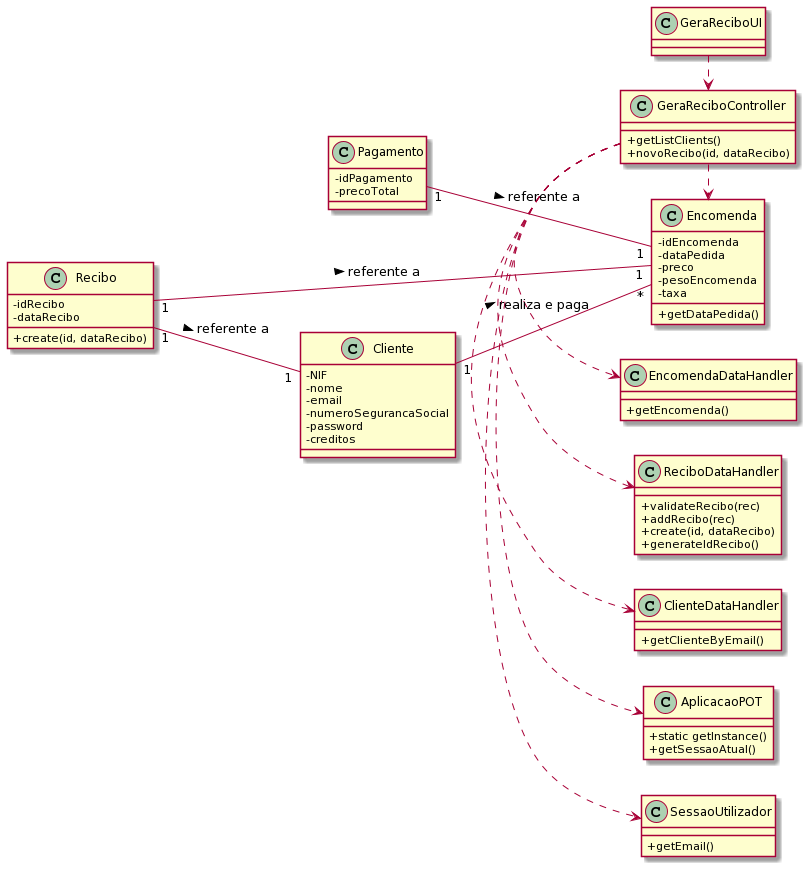 C GeraReciboUI
C GeraReciboController
+getListClients()
+novoRecibo(id, dataRecibo)
C Pagamento
-idPagamento
-precoTotal
1
referente a
1
C Encomenda
-idEncomenda
-dataPedida
-preco
-pesoEncomenda
-taxa
+getDataPedida()
C Recibo
-idRecibo
-dataRecibo
+create(id, dataRecibo)
1
referente a
1
1
referente a
1
C Cliente
-NIF
-nome
-email
-numeroSegurancaSocial
-password
-creditos
1
realiza e paga
*
C EncomendaDataHandler
+getEncomenda()
C ReciboDataHandler
+validateRecibo(rec)
+addRecibo(rec)
+create(id, dataRecibo)
+generateIdRecibo()
C ClienteDataHandler
+getClienteByEmail()
C AplicacaoPOT
+static getInstance()
+getSessaoAtual()
C SessaoUtilizador
+getEmail()